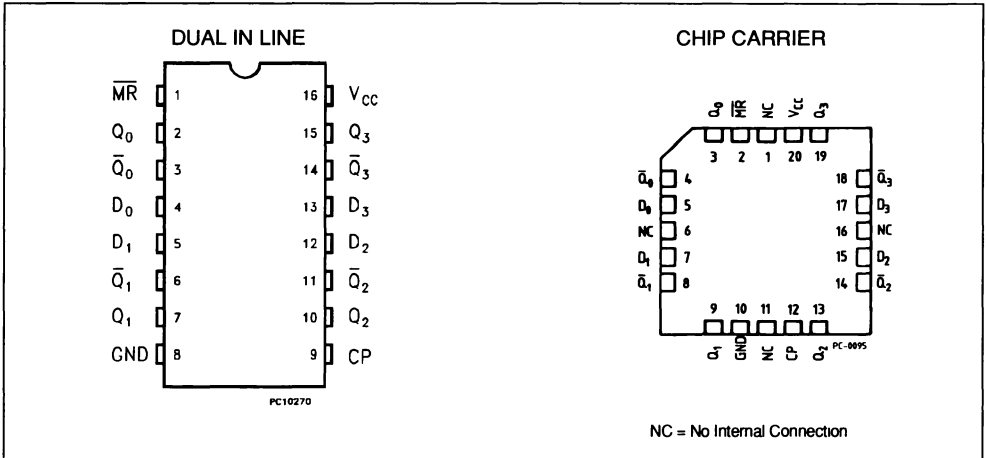 DUAL IN LINE
M̅R̅ 1 16 V_CC
Q₀ 2 15 Q₃
Q̅₀ 3 14 Q̅₃
D₀ 4 13 D₃
D₁ 5 12 D₂
Q̅₁ 6 11 Q̅₂
Q₁ 7 10 Q₂
GND 8 9 CP
PC10270
CHIP CARRIER
Q₀ M̅R̅ NC V_CC Q₃
3 2 1 20 19
Q̅₀ 4 18 Q̅₃
D₀ 5 17 D₃
NC 6 16 NC
D₁ 7 15 D₂
Q̅₁ 8 14 Q̅₂
9 10 11 12 13
Q₁ GND NC CP Q₂
PC-0095
NC = No Internal Connection